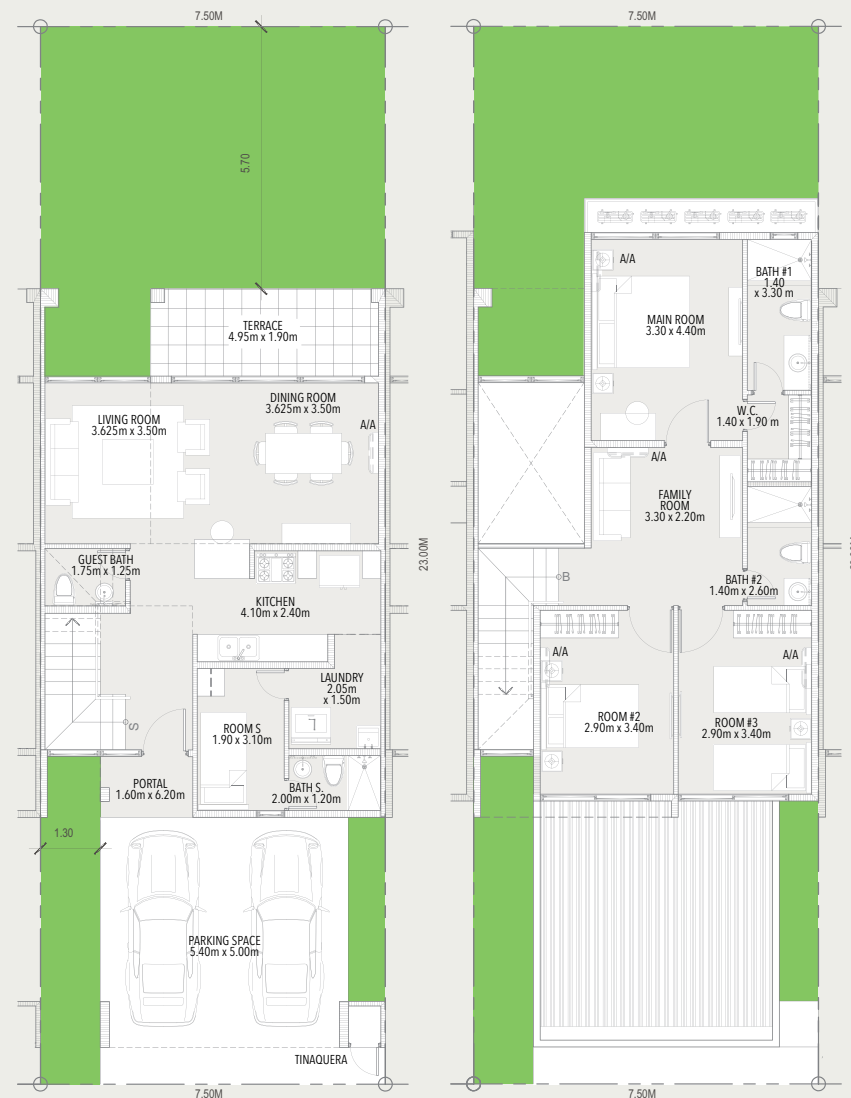 7.50M
5.70
TERRACE
4.95m x 1.90m
LIVING ROOM
3.625m x 3.50m
DINING ROOM
3.625m x 3.50m
A/A
GUEST BATH
1.75m x 1.25m
KITCHEN
4.10m x 2.40m
LAUNDRY
2.05m
x 1.50m
ROOM S
1.90 x 3.10m
S
BATH S.
2.00m x 1.20m
PORTAL
1.60m x 6.20m
1.30
PARKING SPACE
5.40m x 5.00m
TINAQUERA
7.50M
23.00M
7.50M
A/A
BATH #1
1.40
x 3.30 m
MAIN ROOM
3.30 x 4.40m
W.C.
1.40 x 1.90 m
A/A
FAMILY
ROOM
3.30 x 2.20m
B
BATH #2
1.40m x 2.60m
A/A
A/A
ROOM #2
2.90m x 3.40m
ROOM #3
2.90m x 3.40m
7.50M